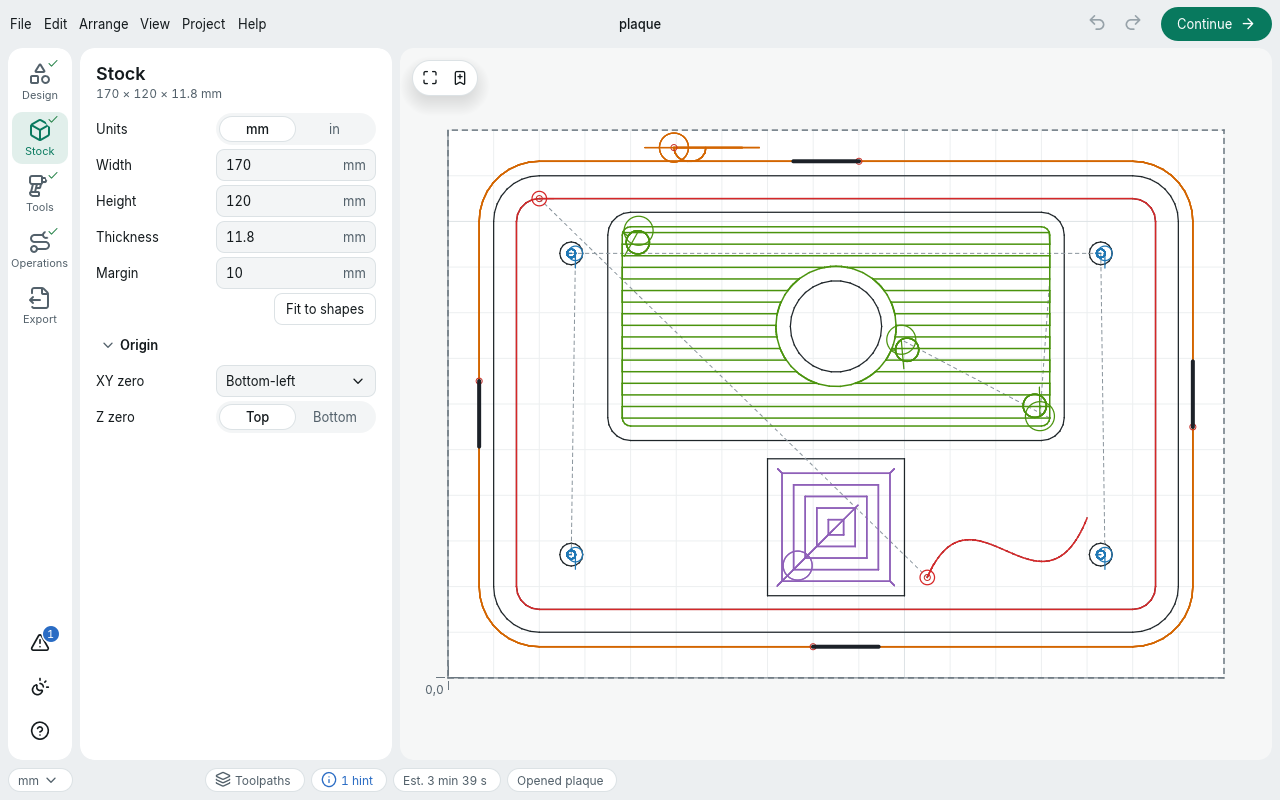 File Edit Arrange View Project Help
plaque
Continue
Design
Stock
Tools
Operations
Export
1
Stock
170 × 120 × 11.8 mm
Units mm in
Width 170 mm
Height 120 mm
Thickness 11.8 mm
Margin 10 mm
Fit to shapes
Origin
XY zero Bottom-left
Z zero Top Bottom
0,0
mm
Toolpaths
1 hint
Est. 3 min 39 s
Opened plaque